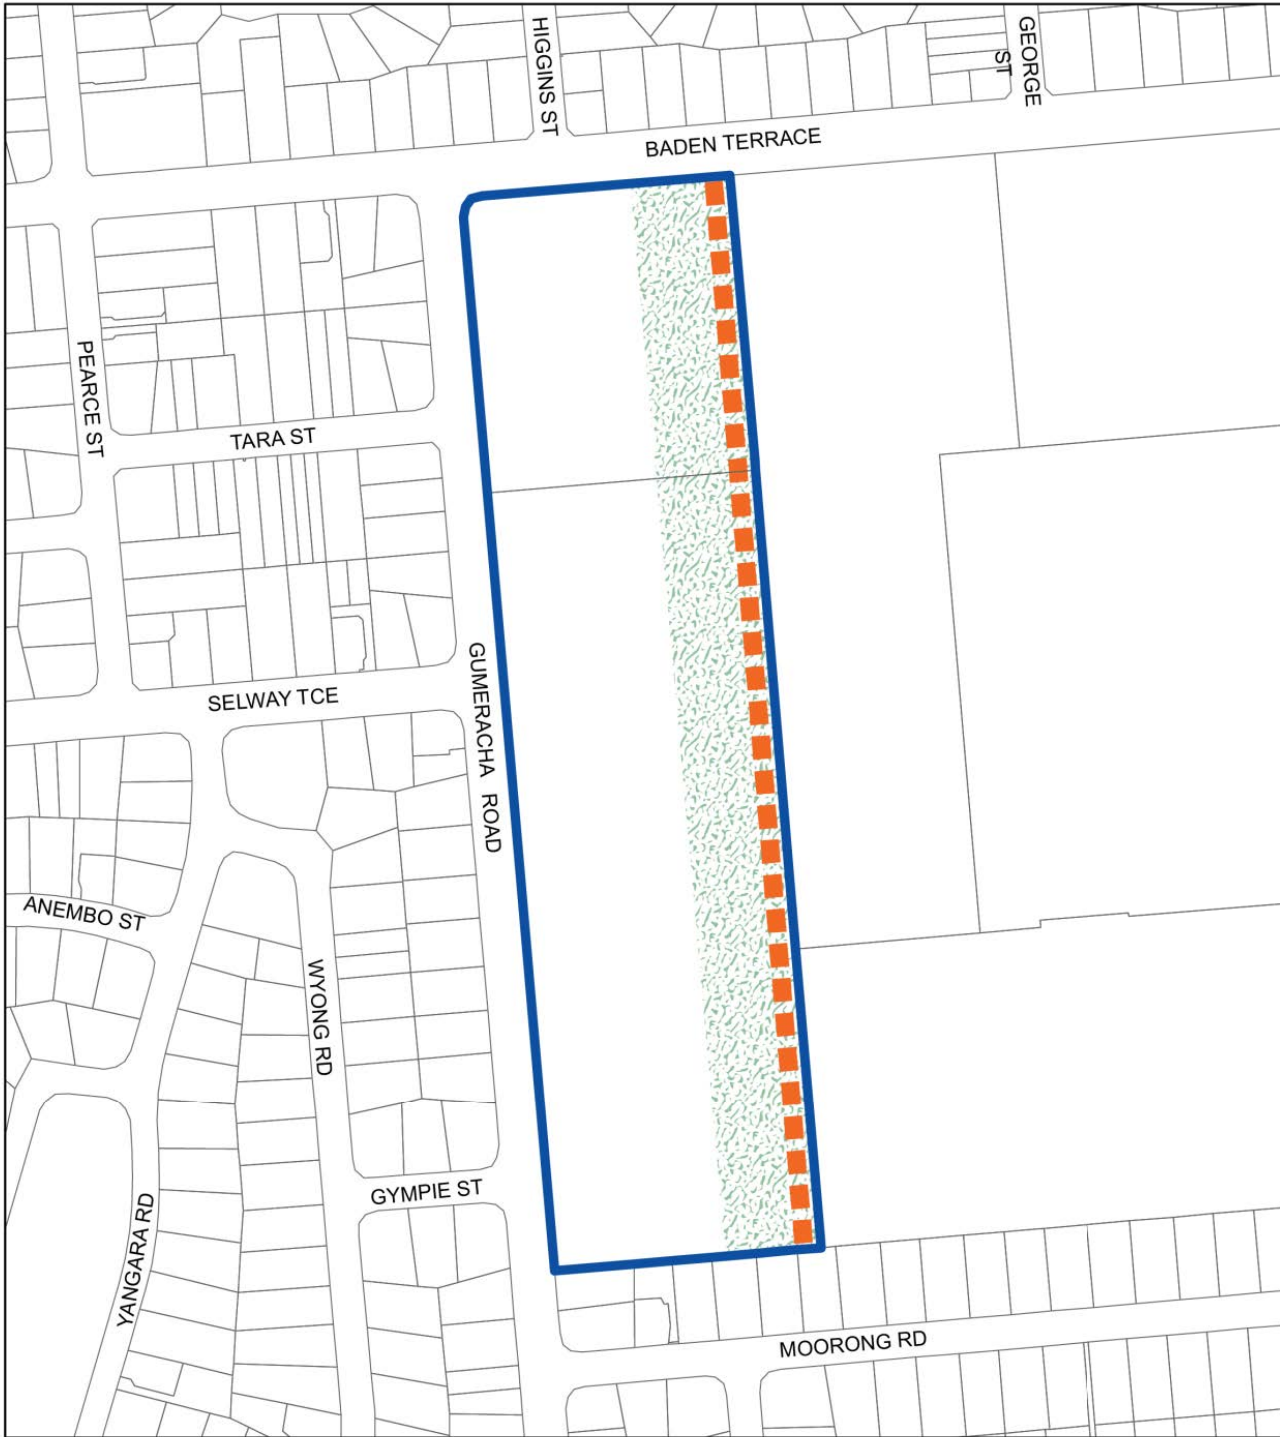 HIGGINS ST
GEORGE
ST
BADEN TERRACE
PEARCE ST
TARA ST
SELWAY TCE
GUMERACHA ROAD
ANEMBO ST
WYONG RD
GYMPIE ST
YANGARA RD
MOORONG RD